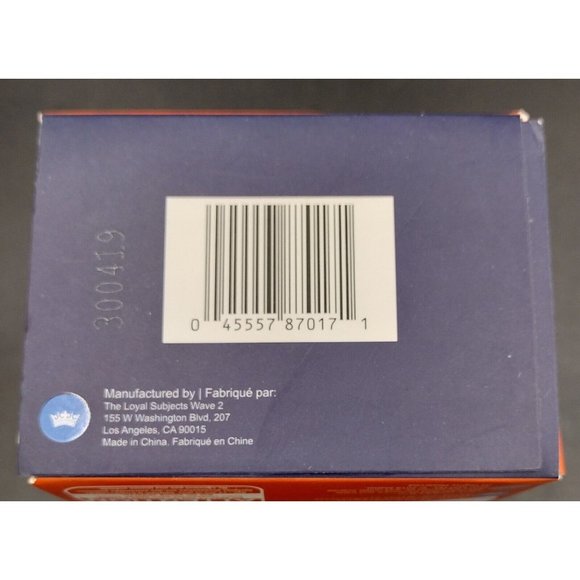 300419
0 45557 87017 1
Manufactured by | Fabriqué par:
The Loyal Subjects Wave 2
155 W Washington Blvd, 207
Los Angeles, CA 90015
Made in China. Fabriqué en Chine